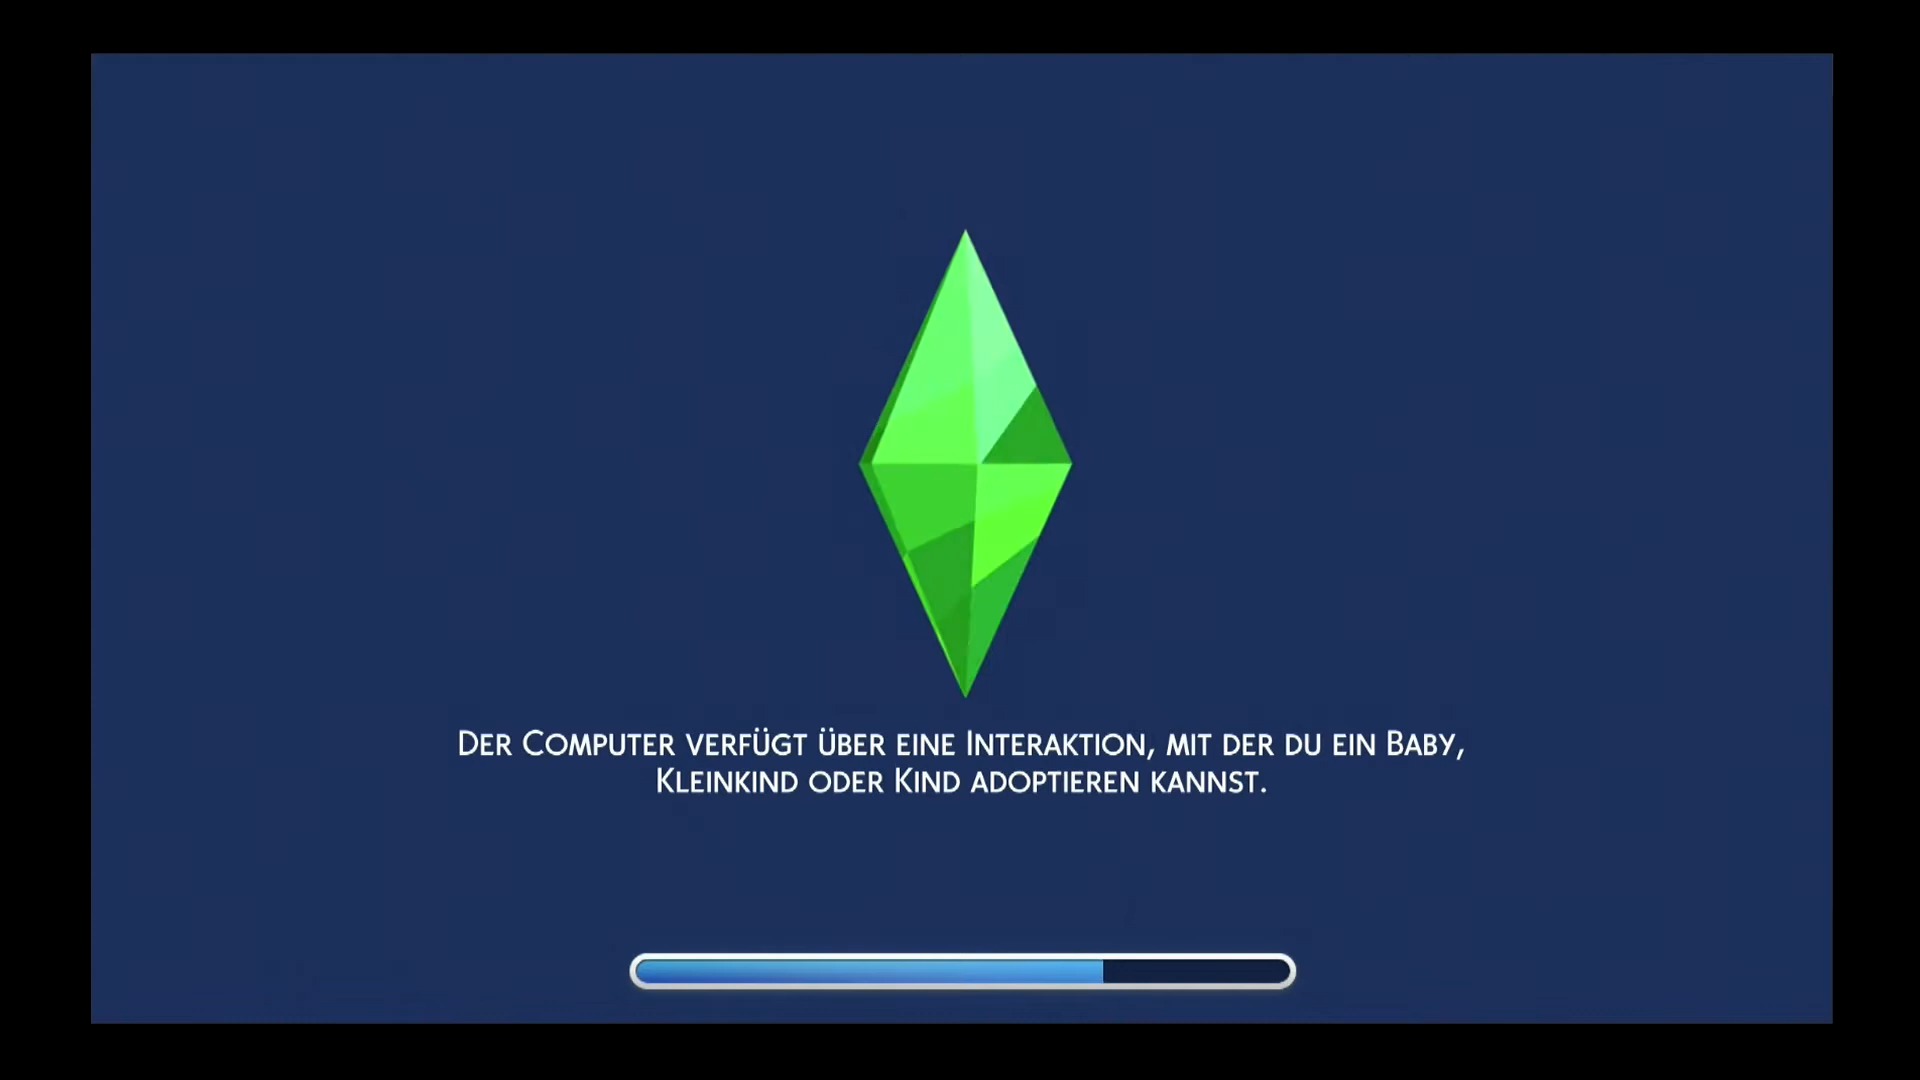 Der Computer verfügt über eine Interaktion, mit der du ein Baby,
Kleinkind oder Kind adoptieren kannst.